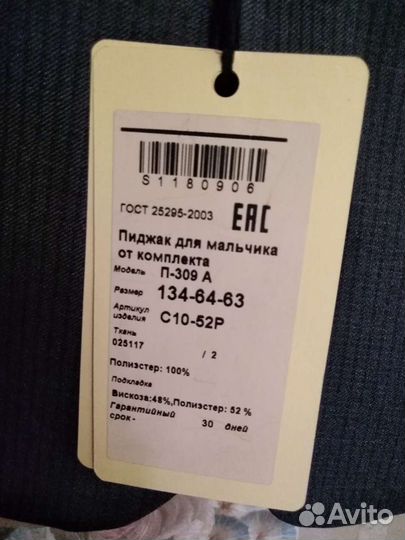 S1180906
ГОСТ 25295-2003 EAC
Пиджак для мальчика
от комплекта
Модель П-309 А
Размер 134-64-63
Артикул
изделия С10-52Р
Ткань
025117 / 2
Полиэстер: 100%
Подкладка
Вискоза:48%,Полиэстер: 52 %
Гарантийный
срок - 30 дней
Avito